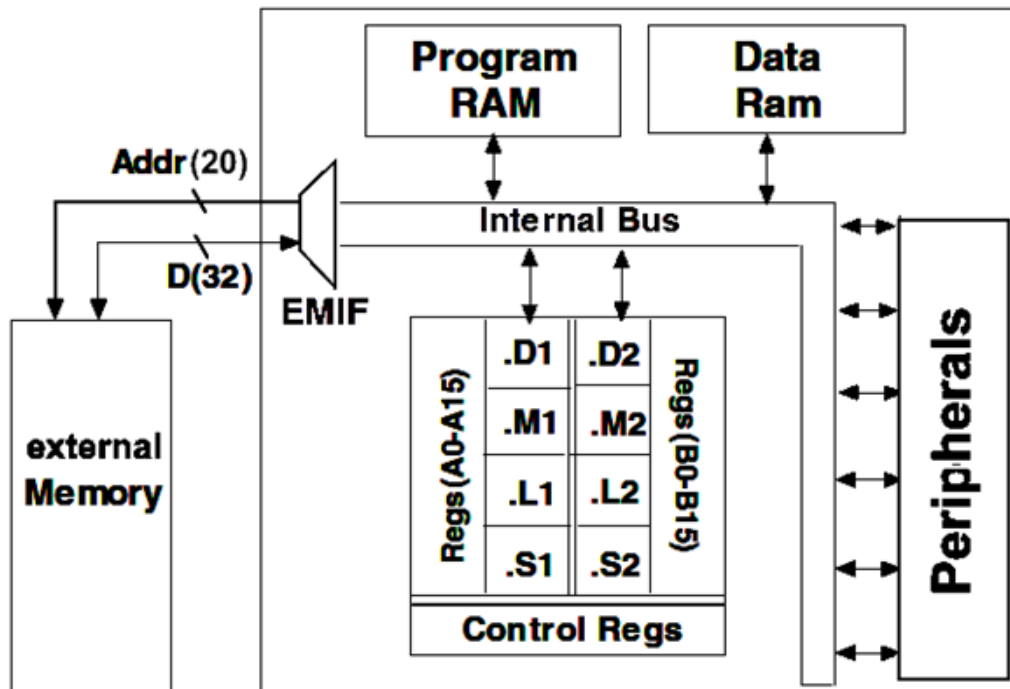 Program
RAM
Data
Ram
Addr(20)
Internal Bus
D(32)
EMIF
external
Memory
Regs(A0-A15)
.D1
.D2
.M1
.M2
.L1
.L2
.S1
.S2
Regs(B0-B15)
Control Regs
Peripherals